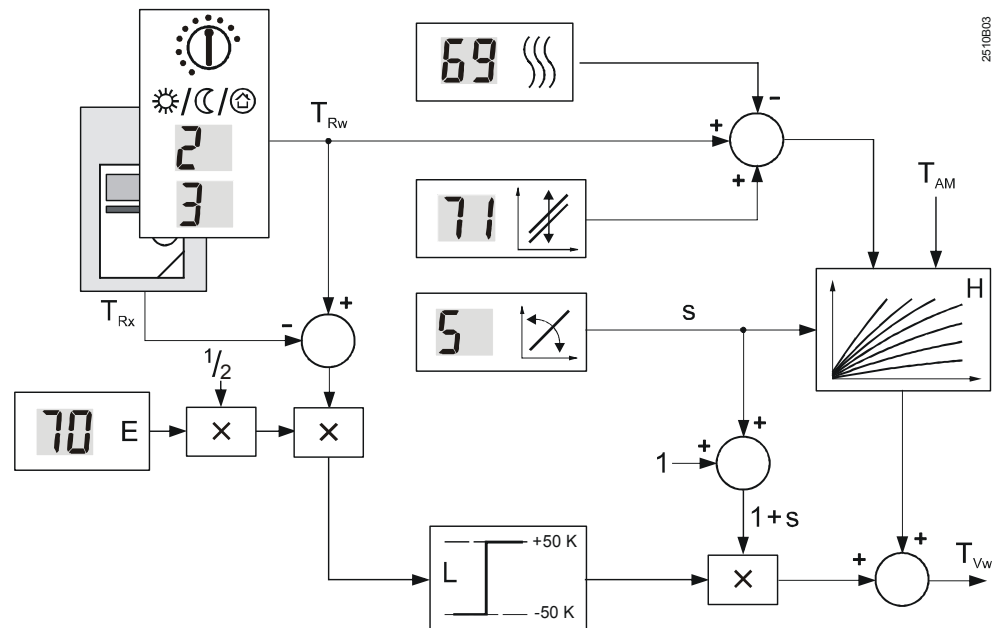 2510B03
69
-
☼/☾/⌂
T_Rw
+
2
+
T_AM
3
71
H
T_Rx
5
s
-
+
1/2
70 E
×
×
+
1
+
1+s
L
+50 K
-50 K
×
+
+
T_Vw